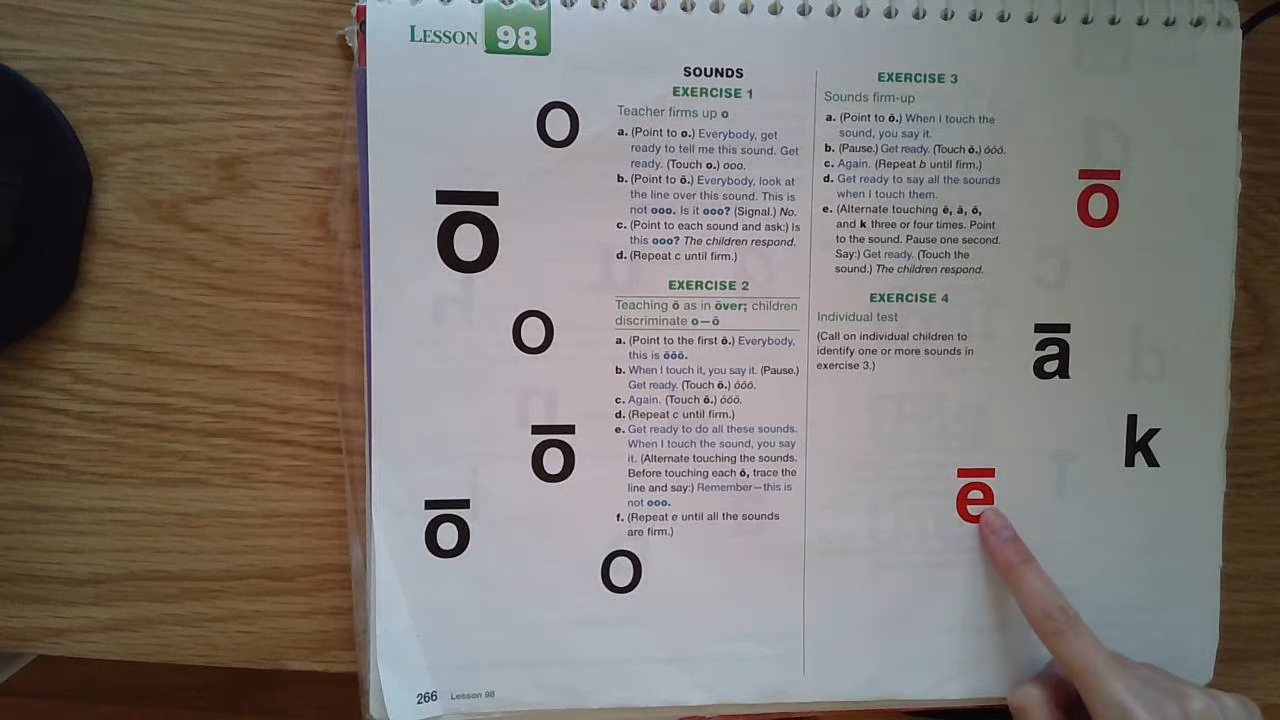 LESSON 98
o
ō
o
ō
ō
o
SOUNDS
EXERCISE 1
Teacher firms up o
a. (Point to o.) Everybody, get
ready to tell me this sound. Get
ready. (Touch o.) ooo.
b. (Point to ō.) Everybody, look at
the line over this sound. This is
not ooo. Is it ooo? (Signal.) No.
c. (Point to each sound and ask:) Is
this ooo? The children respond.
d. (Repeat c until firm.)
EXERCISE 2
Teaching ō as in ōver; children
discriminate o—ō
a. (Point to the first ō.) Everybody,
this is ōōō.
b. When I touch it, you say it. (Pause.)
Get ready. (Touch ō.) ōōō.
c. Again. (Touch ō.) ōōō.
d. (Repeat c until firm.)
e. Get ready to do all these sounds.
When I touch the sound, you say
it. (Alternate touching the sounds.
Before touching each ō, trace the
line and say:) Remember—this is
not ooo.
f. (Repeat e until all the sounds
are firm.)
EXERCISE 3
Sounds firm-up
a. (Point to ō.) When I touch the
sound, you say it.
b. (Pause.) Get ready. (Touch ō.) ōōō.
c. Again. (Repeat b until firm.)
d. Get ready to say all the sounds
when I touch them.
e. (Alternate touching ē, ā, ō,
and k three or four times. Point
to the sound. Pause one second.
Say:) Get ready. (Touch the
sound.) The children respond.
EXERCISE 4
Individual test
(Call on individual children to
identify one or more sounds in
exercise 3.)
ō
ā
k
ē
266 Lesson 98